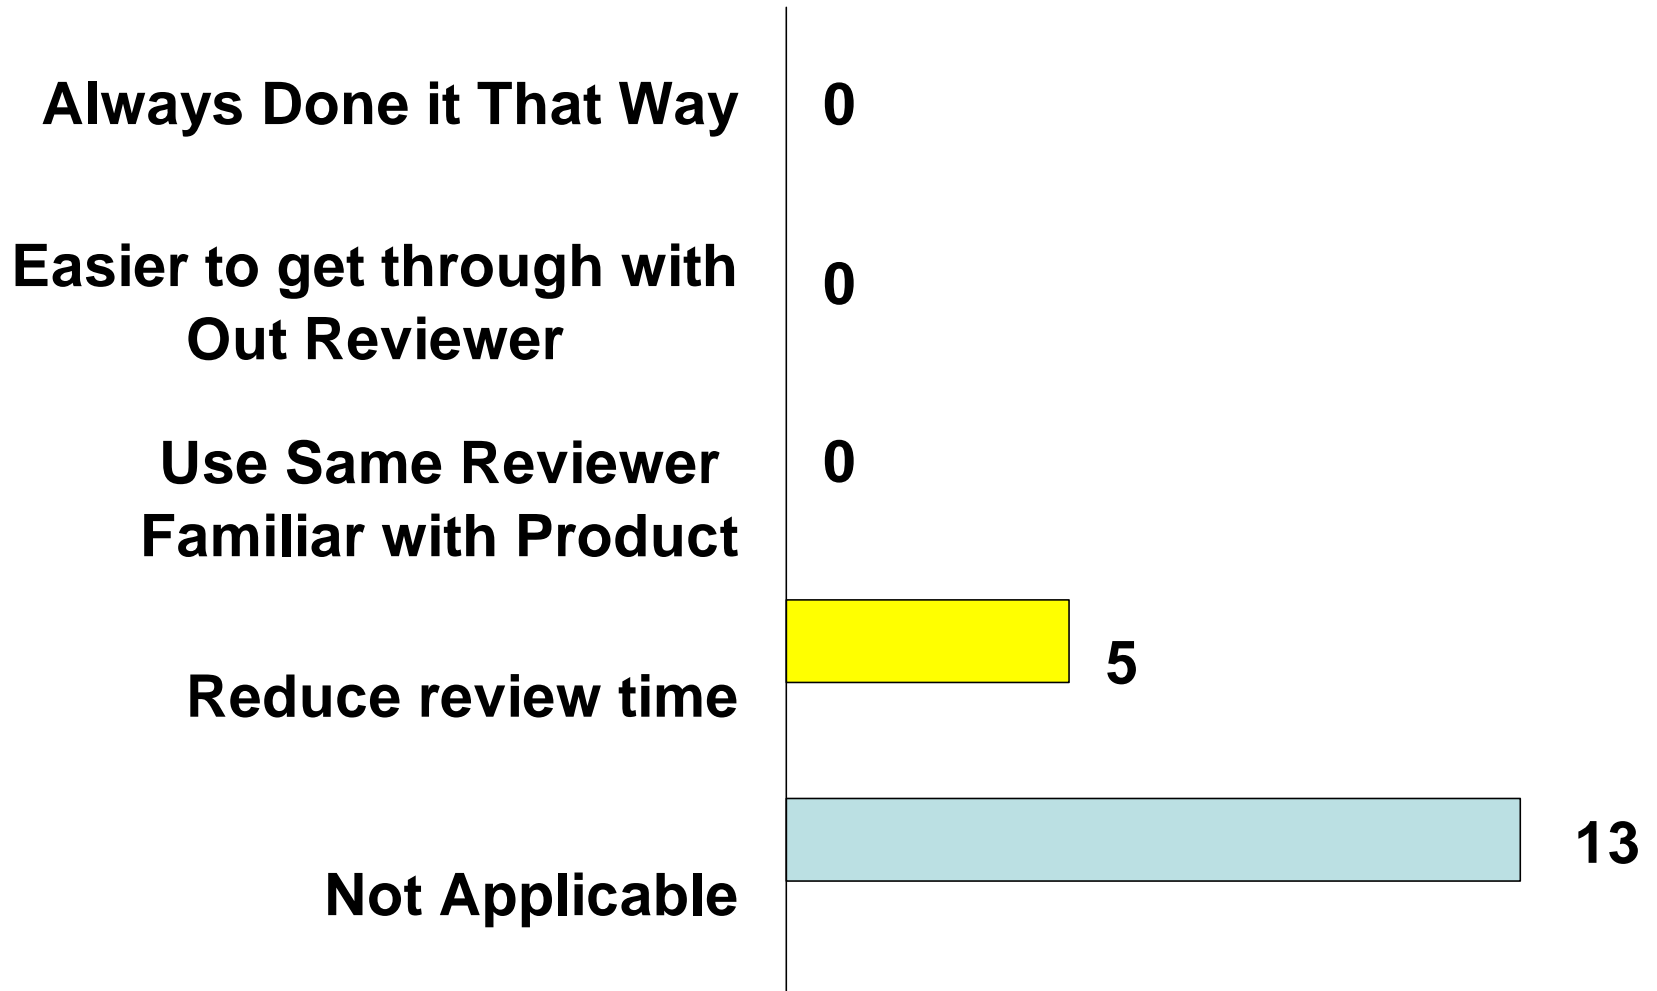 Always Done it That Way 0
Easier to get through with 0
Out Reviewer
Use Same Reviewer 0
Familiar with Product
5
Reduce review time
13
Not Applicable